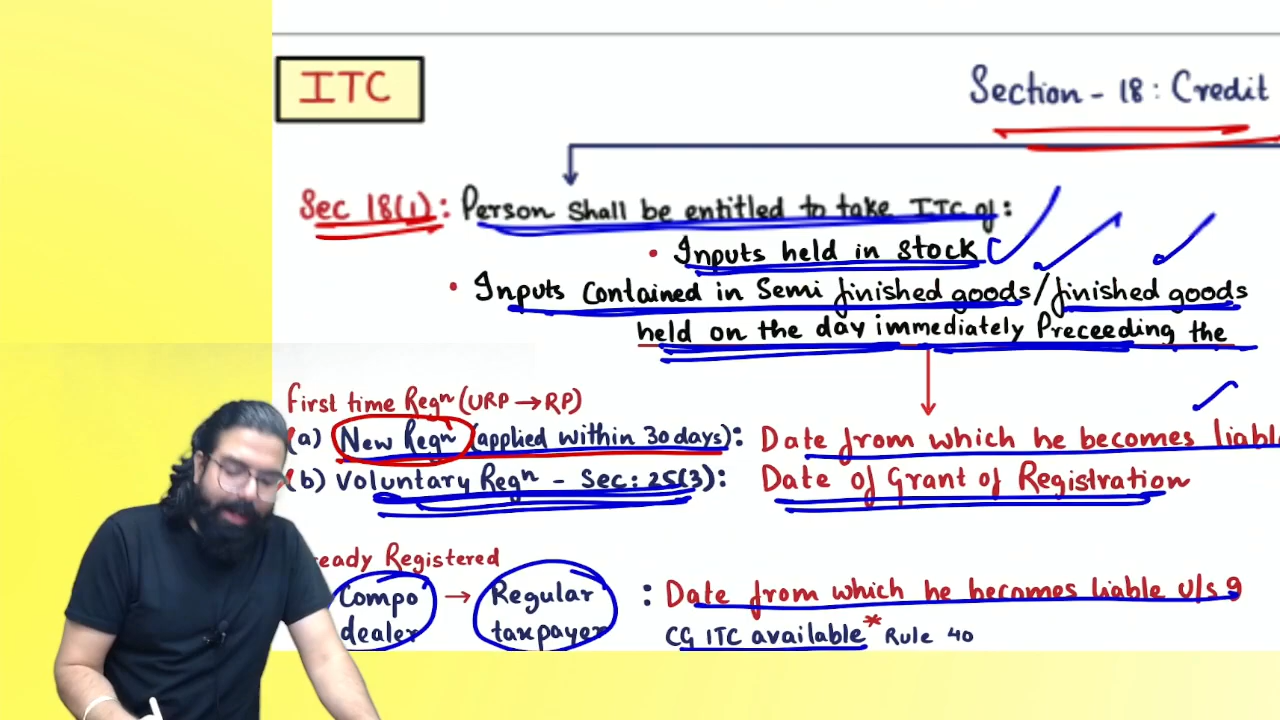 ITC
Section - 18: Credit
Sec 18(1): Person shall be entitled to take ITC of:
• Inputs held in stock
• Inputs Contained in Semi finished goods/finished goods
held on the day immediately Preceeding the
first time Regn (URP → RP)
(a) New Regn (applied within 30 days): Date from which he becomes liable
(b) Voluntary Regn - Sec: 25(3): Date of Grant of Registration
ready Registered
Compo → Regular : Date from which he becomes liable u/s 9
dealer taxpayer CG ITC available* Rule 40